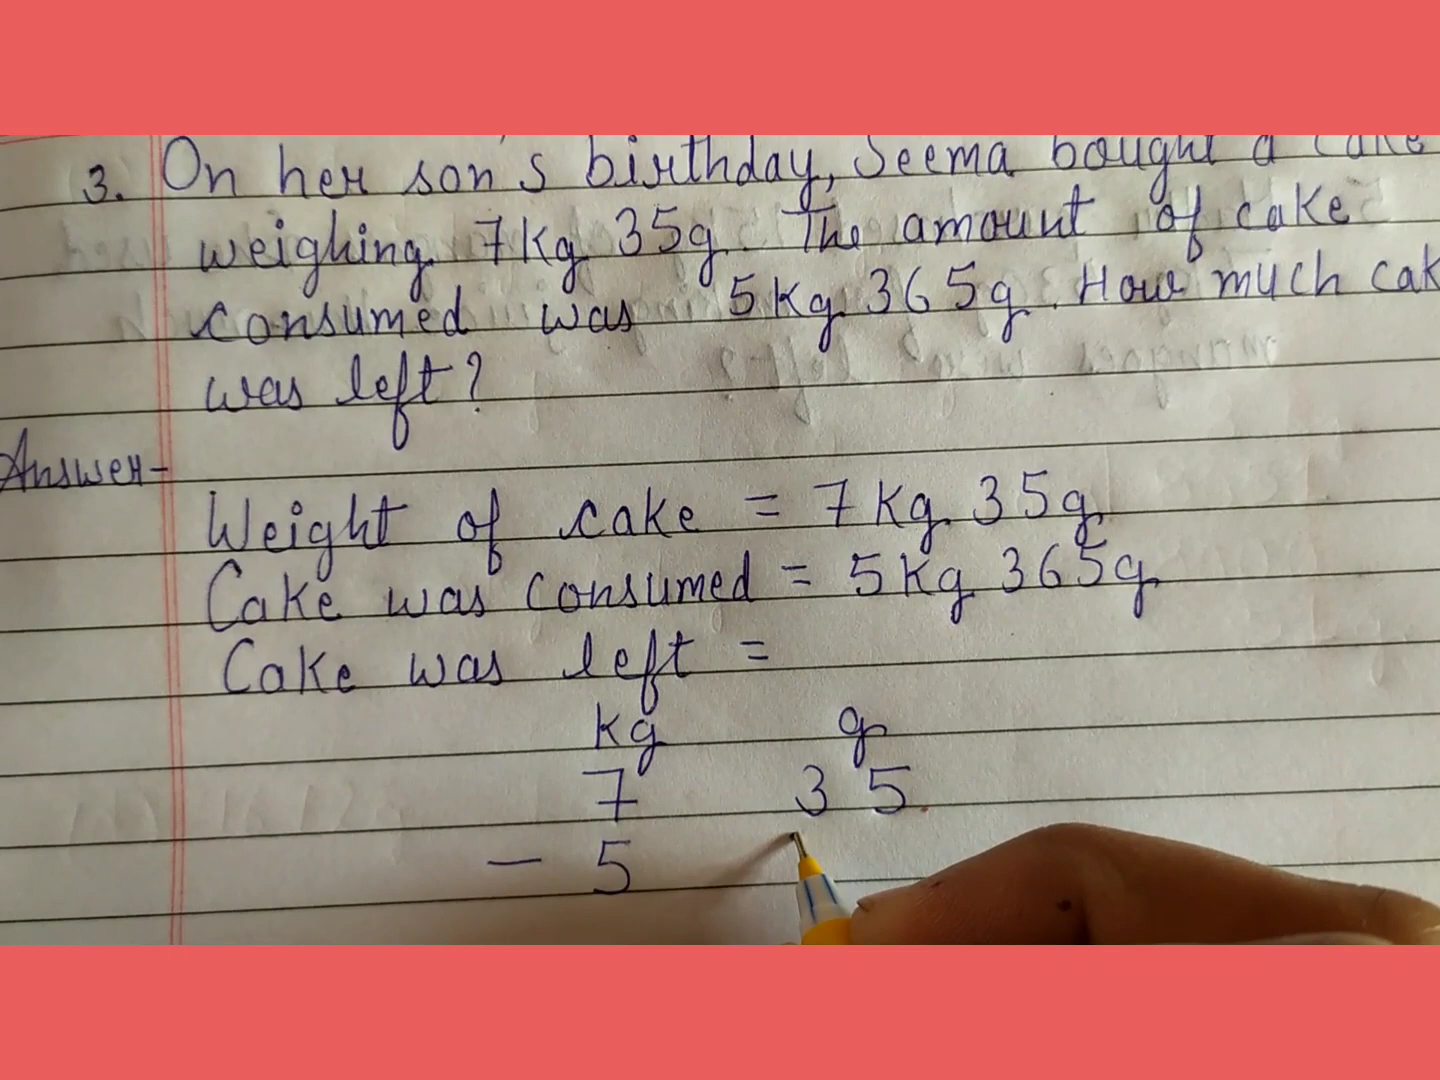 3. On her son's birthday, Seema bought a cake
weighing 7kg 35g. The amount of cake
consumed was 5kg 365g. How much cak
was left?
Answer-
Weight of cake = 7kg 35g
Cake was consumed = 5kg 365g
Cake was left =
kg g
7 35
- 5